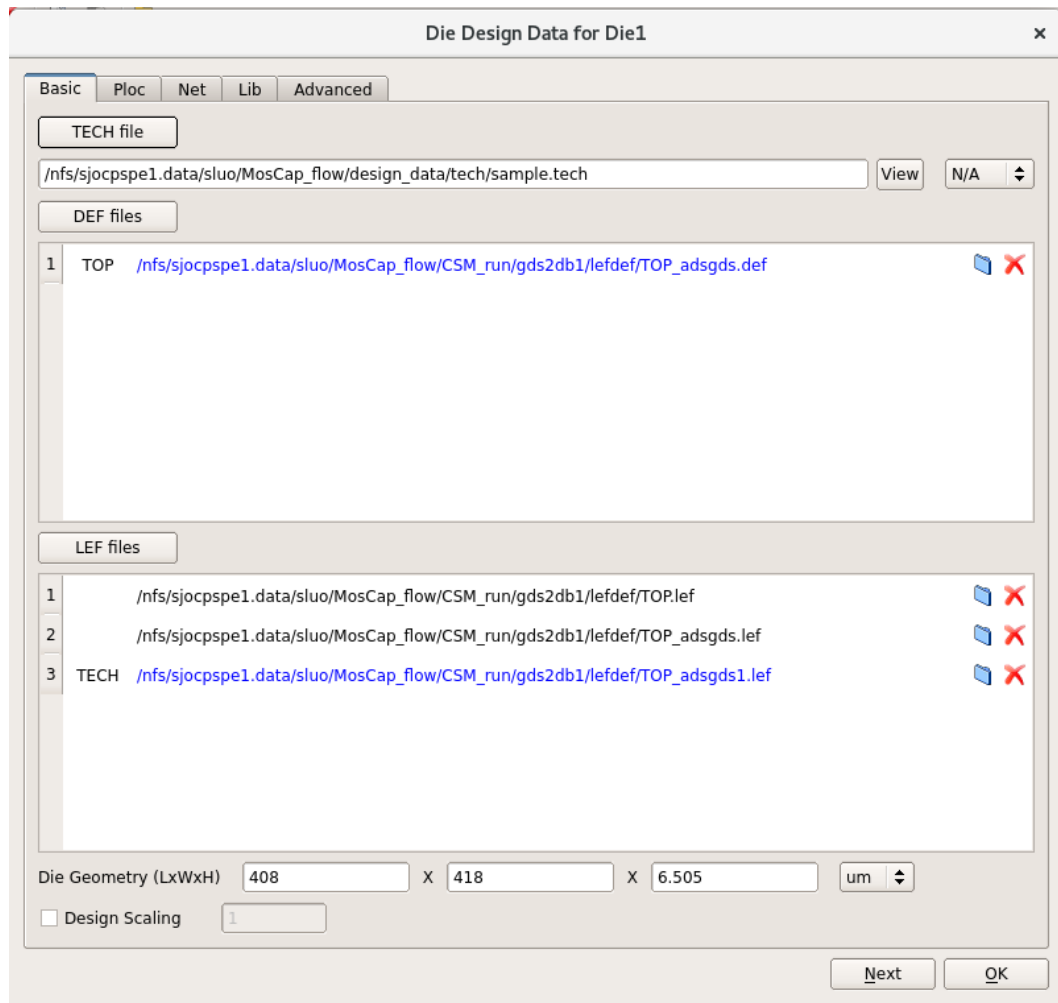 Die Design Data for Die1
Basic Ploc Net Lib Advanced
TECH file
/nfs/sjocpspe1.data/sluo/MosCap_flow/design_data/tech/sample.tech View N/A
DEF files
1 TOP /nfs/sjocpspe1.data/sluo/MosCap_flow/CSM_run/gds2db1/lefdef/TOP_adsgds.def
LEF files
1 /nfs/sjocpspe1.data/sluo/MosCap_flow/CSM_run/gds2db1/lefdef/TOP.lef
2 /nfs/sjocpspe1.data/sluo/MosCap_flow/CSM_run/gds2db1/lefdef/TOP_adsgds.lef
3 TECH /nfs/sjocpspe1.data/sluo/MosCap_flow/CSM_run/gds2db1/lefdef/TOP_adsgds1.lef
Die Geometry (LxWxH) 408 X 418 X 6.505 um
Design Scaling 1
Next OK